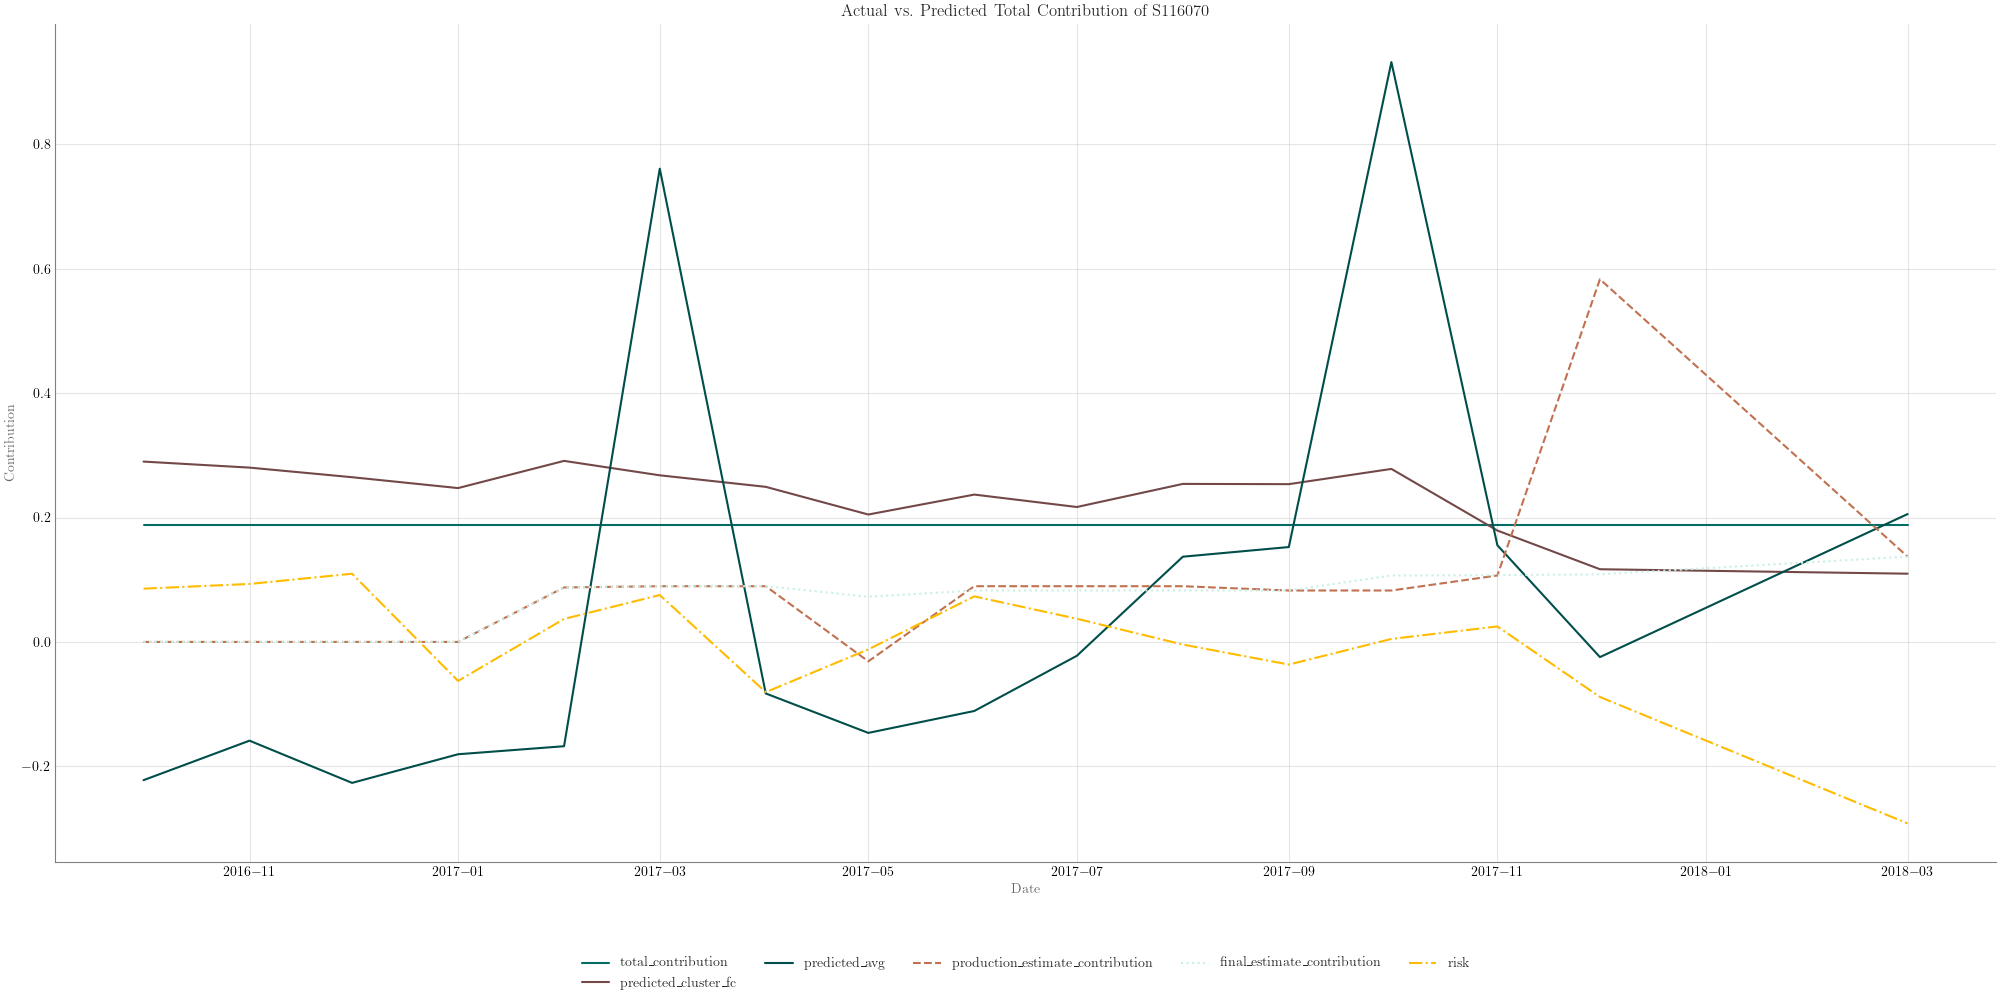 Actual vs. Predicted Total Contribution of S116070
Contribution
0.8
0.6
0.4
0.2
0.0
−0.2
2016−11 2017−01 2017−03 2017−05 2017−07 2017−09 2017−11 2018−01 2018−03
Date
total_contribution predicted_avg production_estimate_contribution final_estimate_contribution risk
predicted_cluster_fc